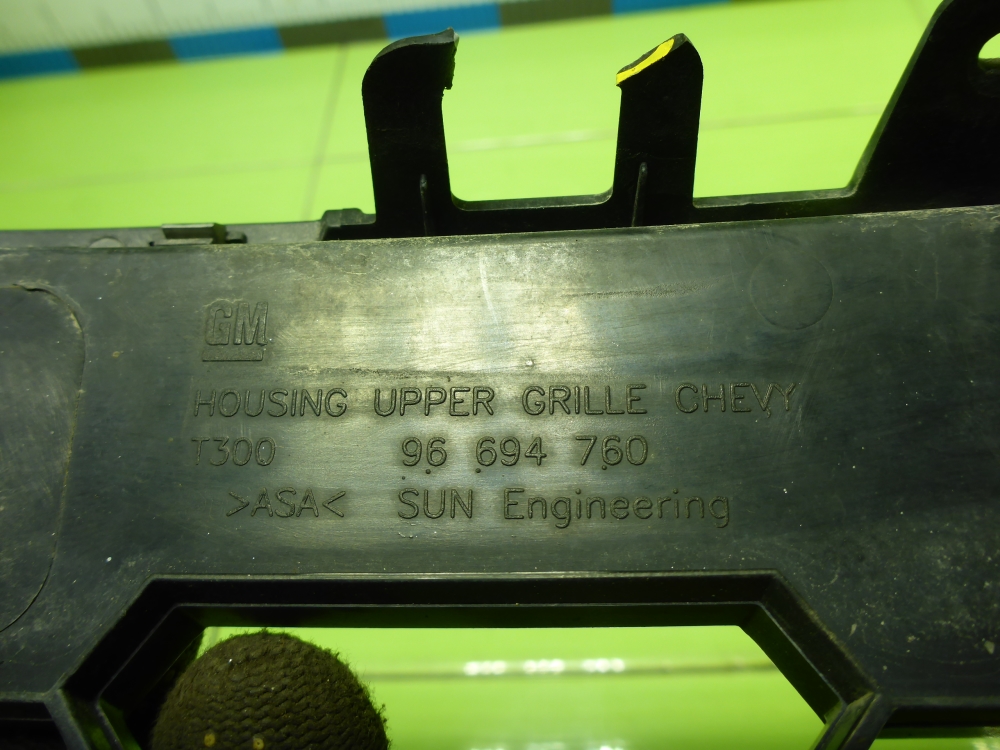 GM
HOUSING UPPER GRILLE CHEVY
T300 96 694 760
>ASA< SUN Engineering